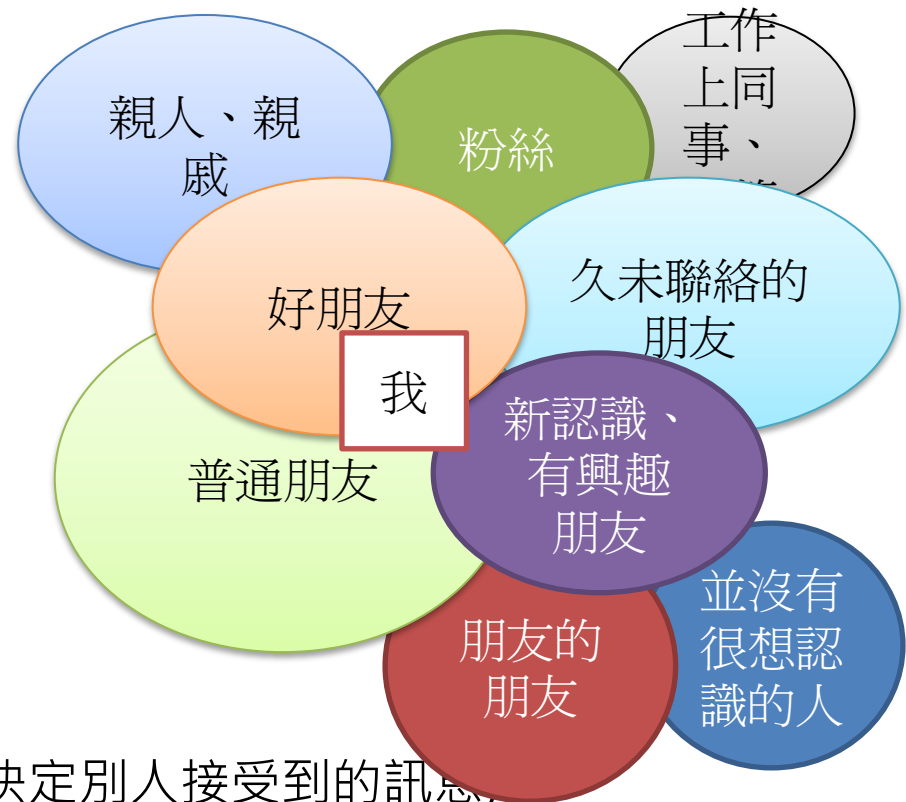 親人、親
戚
粉絲
工作
上同
事、
好朋友
久未聯絡的
朋友
我
新認識、
有興趣
朋友
普通朋友
朋友的
朋友
並沒有
很想認
識的人
決定別人接受到的訊息